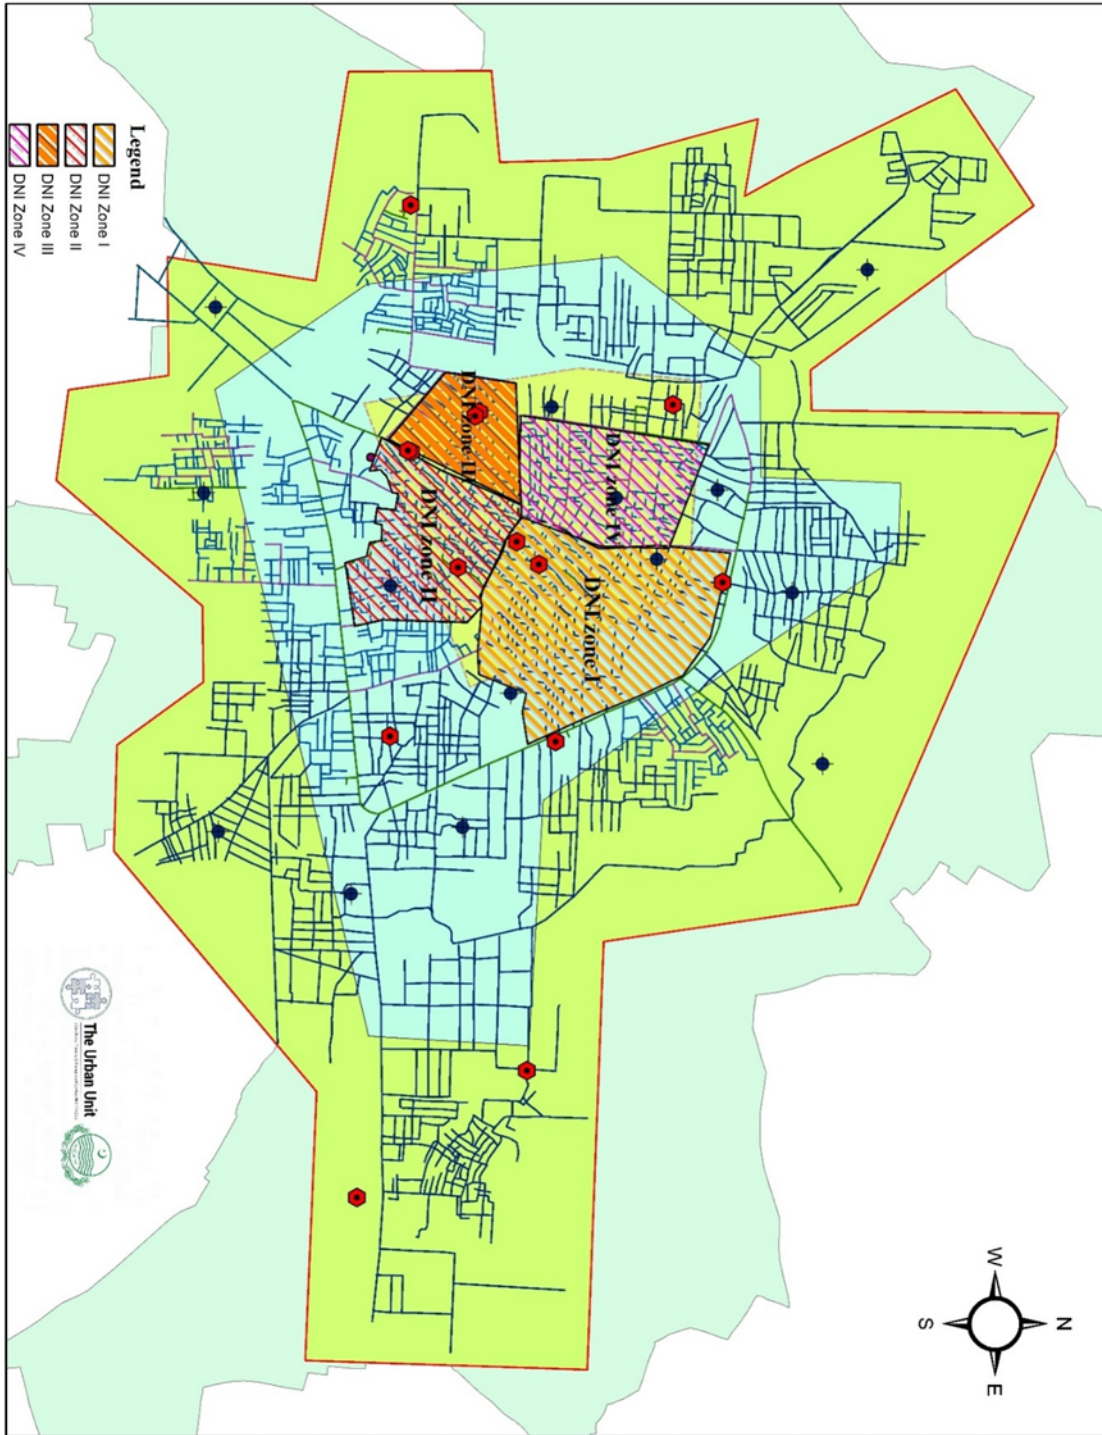 Legend
DNI Zone I
DNI Zone II
DNI Zone III
DNI Zone IV
DNI zone III
DNI zone IV
DNI zone II
DNI zone I
The Urban Unit
N
W
E
S